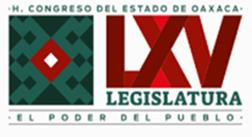 ·H. CONGRESO DEL ESTADO DE OAXACA·
LXV
LEGISLATURA
·EL PODER DEL PUEBLO·